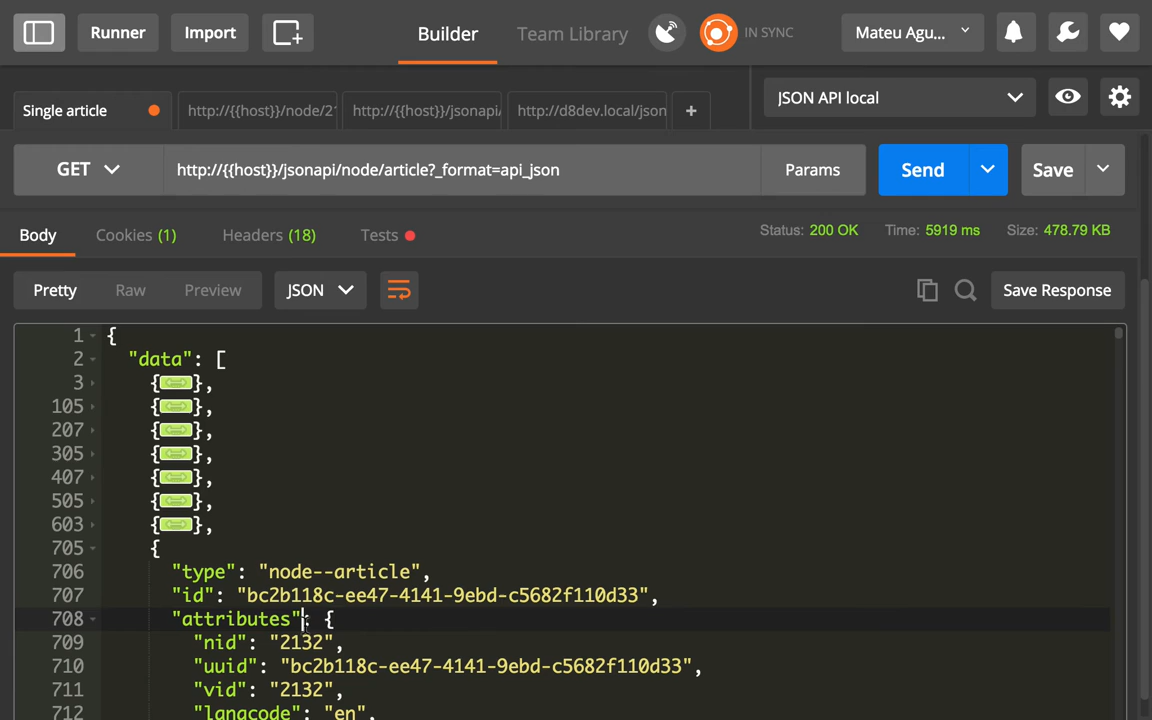 Runner
Import
Builder
Team Library
IN SYNC
Mateu Agu...
Single article
http://{{host}}/node/21
http://{{host}}/jsonapi/
http://d8dev.local/json
+
JSON API local
GET
http://{{host}}/jsonapi/node/article?_format=api_json
Params
Send
Save
Body
Cookies (1)
Headers (18)
Tests
Status: 200 OK
Time: 5919 ms
Size: 478.79 KB
Pretty
Raw
Preview
JSON
Save Response
1 {
2 "data": [
3 {},
105 {},
207 {},
305 {},
407 {},
505 {},
603 {},
705 {
706 "type": "node--article",
707 "id": "bc2b118c-ee47-4141-9ebd-c5682f110d33",
708 "attributes": {
709 "nid": "2132",
710 "uuid": "bc2b118c-ee47-4141-9ebd-c5682f110d33",
711 "vid": "2132",
712 "langcode": "en",